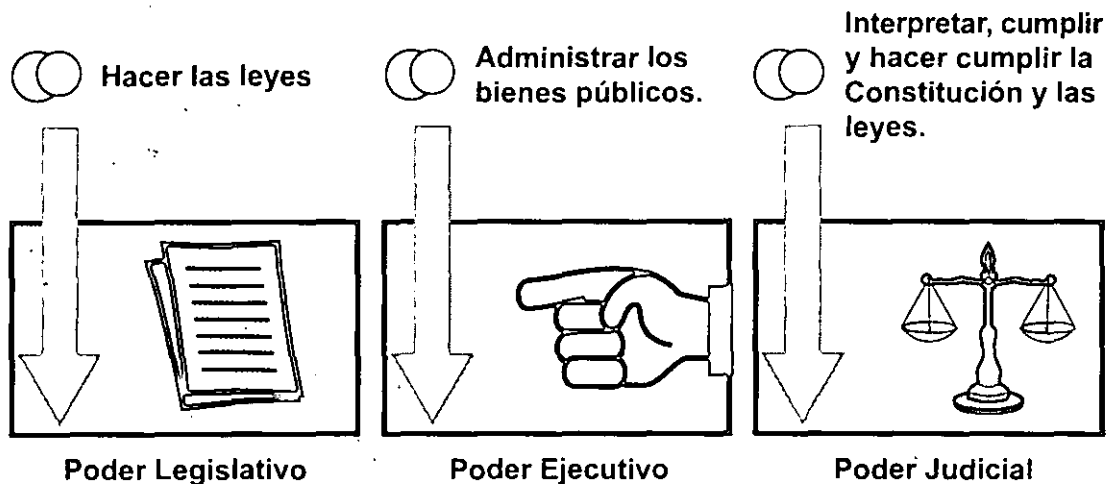 Hacer las leyes
Administrar los
bienes públicos.
Interpretar, cumplir
y hacer cumplir la
Constitución y las
leyes.
Poder Legislativo
Poder Ejecutivo
Poder Judicial